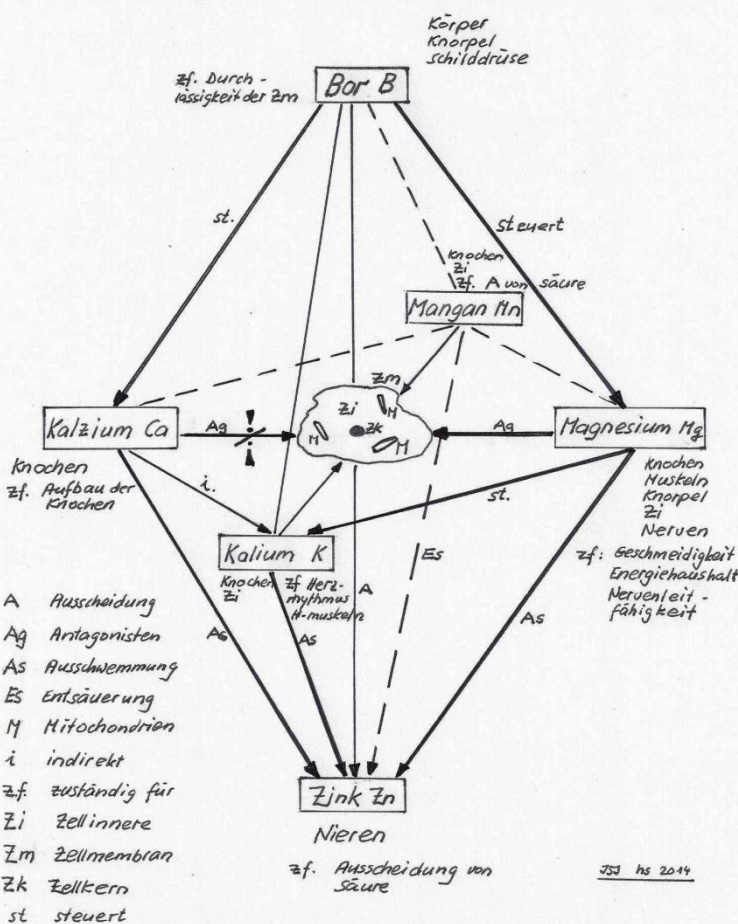 Körper
Knorpel
Schilddrüse
zf. Durch-
lässigkeit der Zm
Bor B
st.
steuert
Knochen
Zi
zf. A von Säure
Mangan Mn
Zm
Zi
M
Zk
M
M
Kalzium Ca
Ag
Ag
Magnesium Mg
Knochen
zf. Aufbau der
Knochen
i.
st.
Knochen
Muskeln
Knorpel
Zi
Nerven
zf: Geschmeidigkeit
Energiehaushalt
Nervenleit-
fähigkeit
Kalium K
Knochen
Zi
zf Herz-
rhythmus
H-muskeln
Es
A
As
As
As
A Ausscheidung
Ag Antagonisten
As Ausschwemmung
Es Entsäuerung
M Mitochondrien
i indirekt
zf. zuständig für
Zi Zellinnere
Zm Zellmembran
Zk Zellkern
st steuert
Zink Zn
Nieren
zf. Ausscheidung von
Säure
JSJ hs 2014